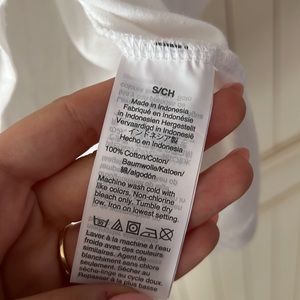 S/CH
Made in Indonesia
Fabriqué en Indonésie
In Indonesien Hergestellt
Vervaardigd in Indonesië
インドネシア製
Hecho en Indonesia
100% Cotton/Coton/
Baumwolle/Katoen/
綿/algodón
Machine wash cold with
like colors. Non-chlorine
bleach only. Tumble dry
low. Iron on lowest setting.
Laver à la machine à l'eau
froide avec des couleurs
similaires. Agent de
blanchiment sans chlore
seulement. Séchage au
sèche-linge au cycle doux.
Repasser à la plus basse